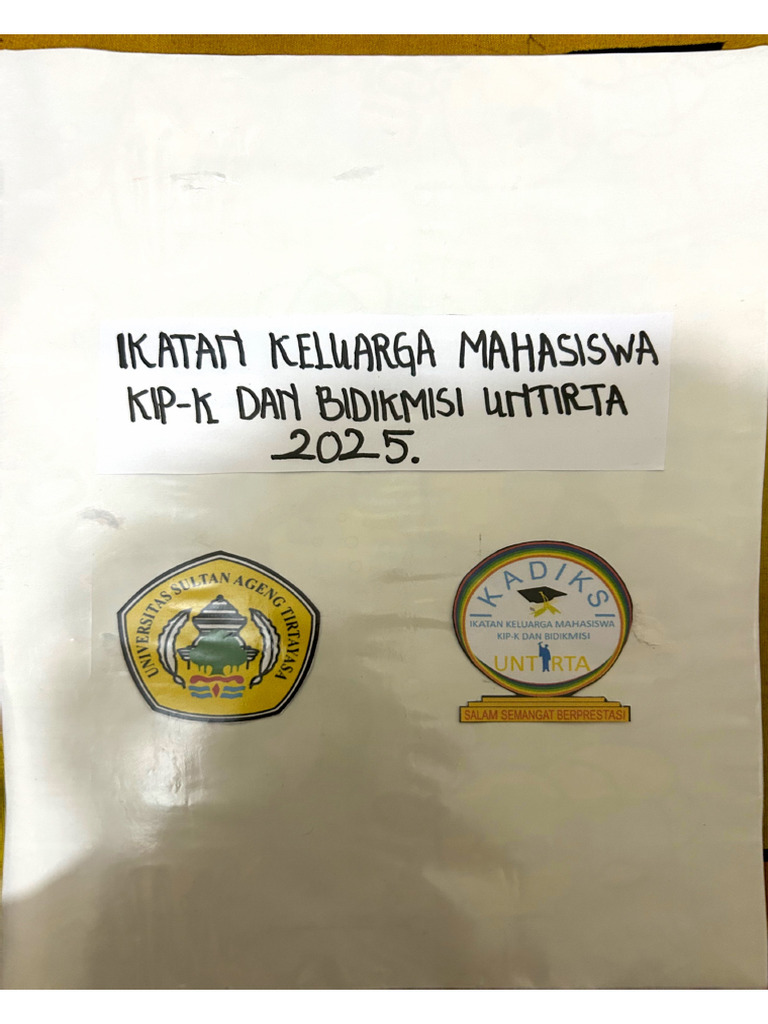 IKATAN KELUARGA MAHASISWA
KIP-K DAN BIDIKMISI UNTIRTA
2025.
UNIVERSITAS SULTAN AGENG TIRTAYASA
IKADIKSI
IKATAN KELUARGA MAHASISWA
KIP-K DAN BIDIKMISI
UNTIRTA
SALAM SEMANGAT BERPRESTASI